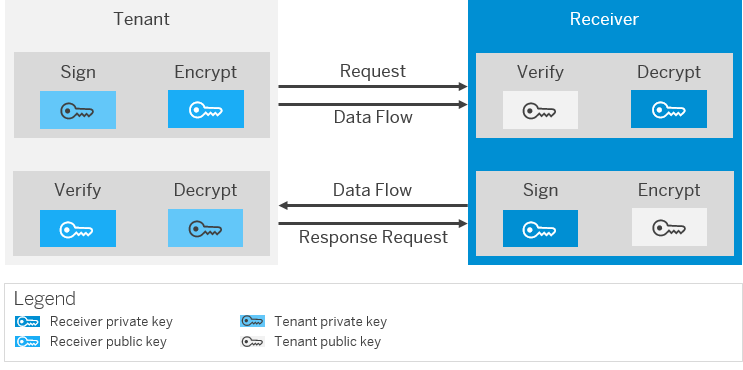 Tenant
Receiver
Sign Encrypt
Request
Verify Decrypt
Data Flow
Verify Decrypt
Data Flow
Sign Encrypt
Response Request
Legend
Receiver private key Tenant private key
Receiver public key Tenant public key